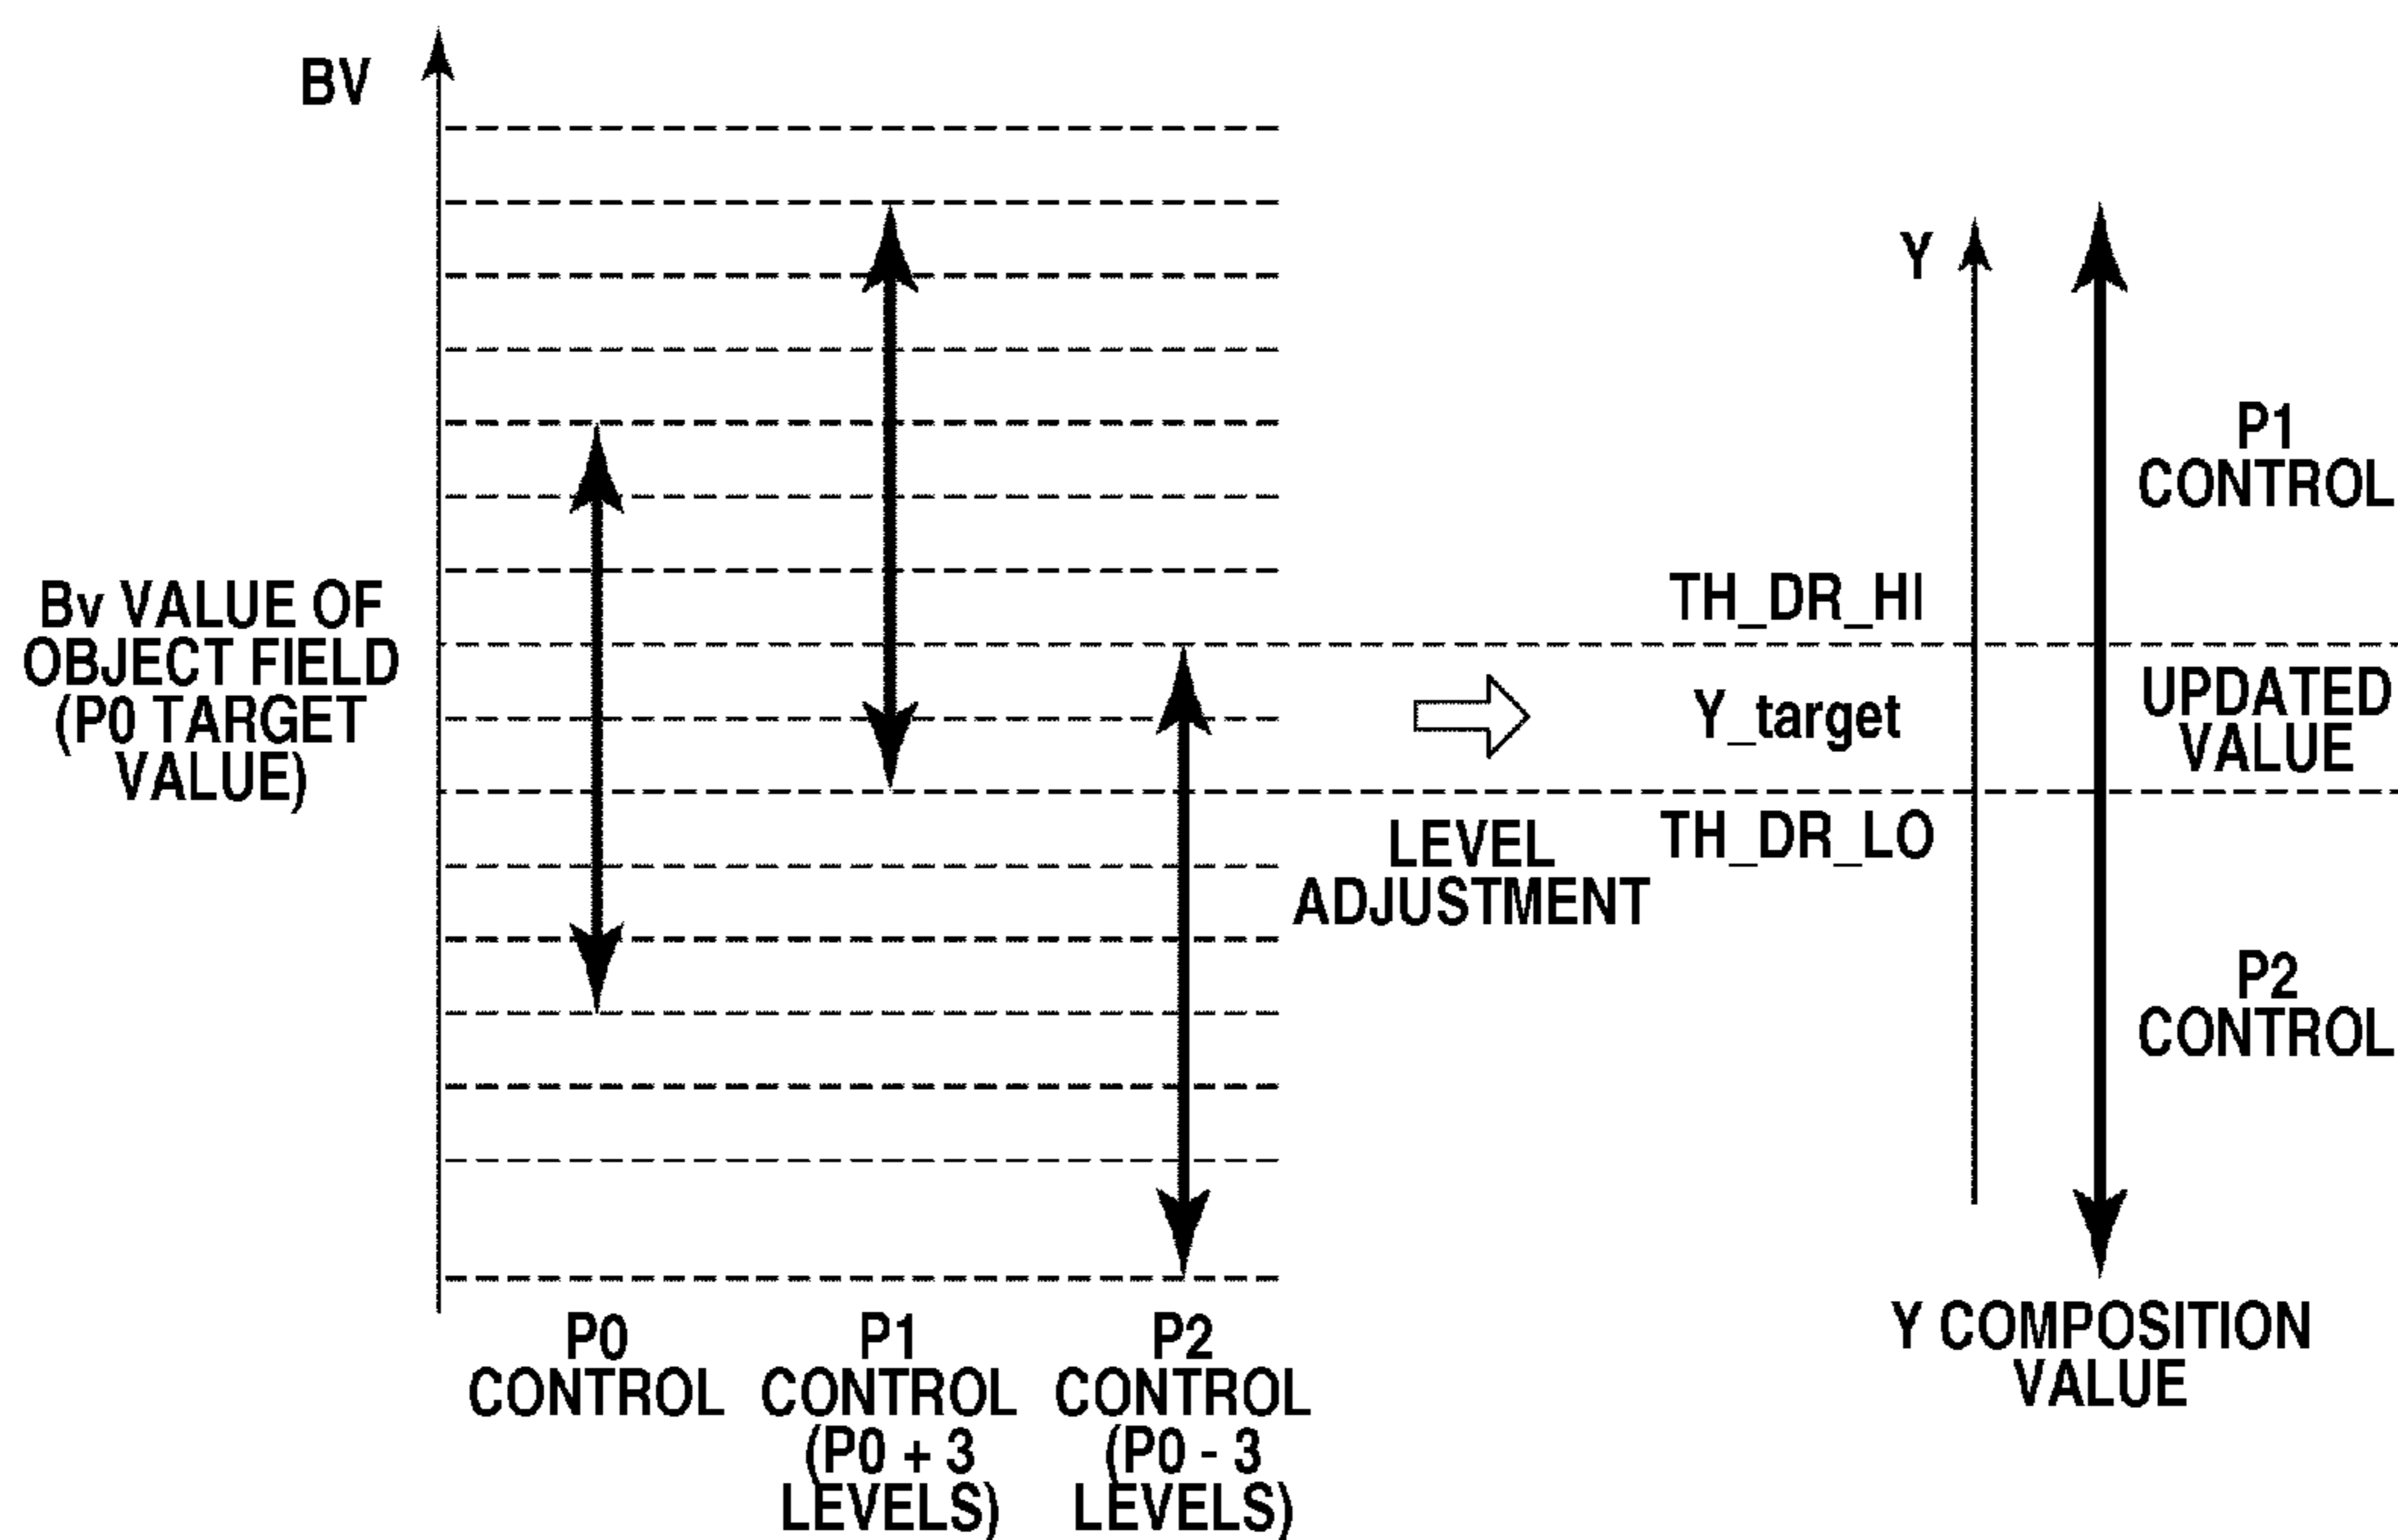 BV
Bv VALUE OF
OBJECT FIELD
(P0 TARGET
VALUE)
P0
CONTROL
P1
CONTROL
(P0 + 3
LEVELS)
P2
CONTROL
(P0 - 3
LEVELS)
LEVEL
ADJUSTMENT
TH_DR_HI
Y_target
TH_DR_LO
Y
P1
CONTROL
UPDATED
VALUE
P2
CONTROL
Y COMPOSITION
VALUE